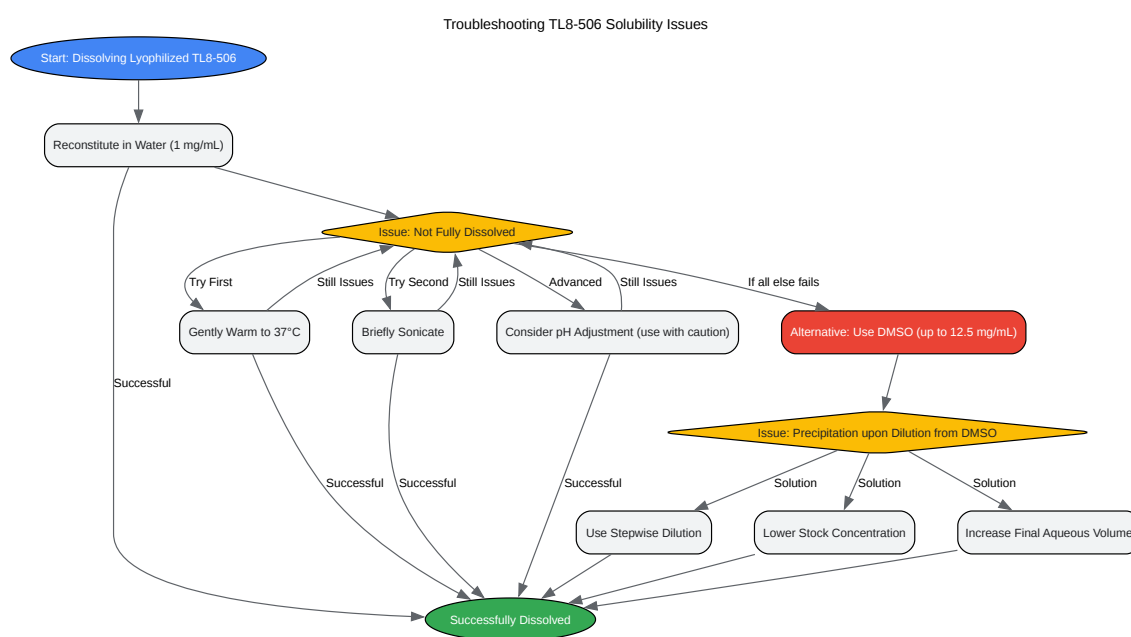 Troubleshooting TL8-506 Solubility Issues
Start: Dissolving Lyophilized TL8-506
Reconstitute in Water (1 mg/mL)
Issue: Not Fully Dissolved
Try First
Still Issues
Try Second
Still Issues
Advanced
Still Issues
If all else fails
Gently Warm to 37°C
Briefly Sonicate
Consider pH Adjustment (use with caution)
Alternative: Use DMSO (up to 12.5 mg/mL)
Successful
Issue: Precipitation upon Dilution from DMSO
Successful
Successful
Successful
Solution
Solution
Solution
Use Stepwise Dilution
Lower Stock Concentration
Increase Final Aqueous Volume
Successfully Dissolved